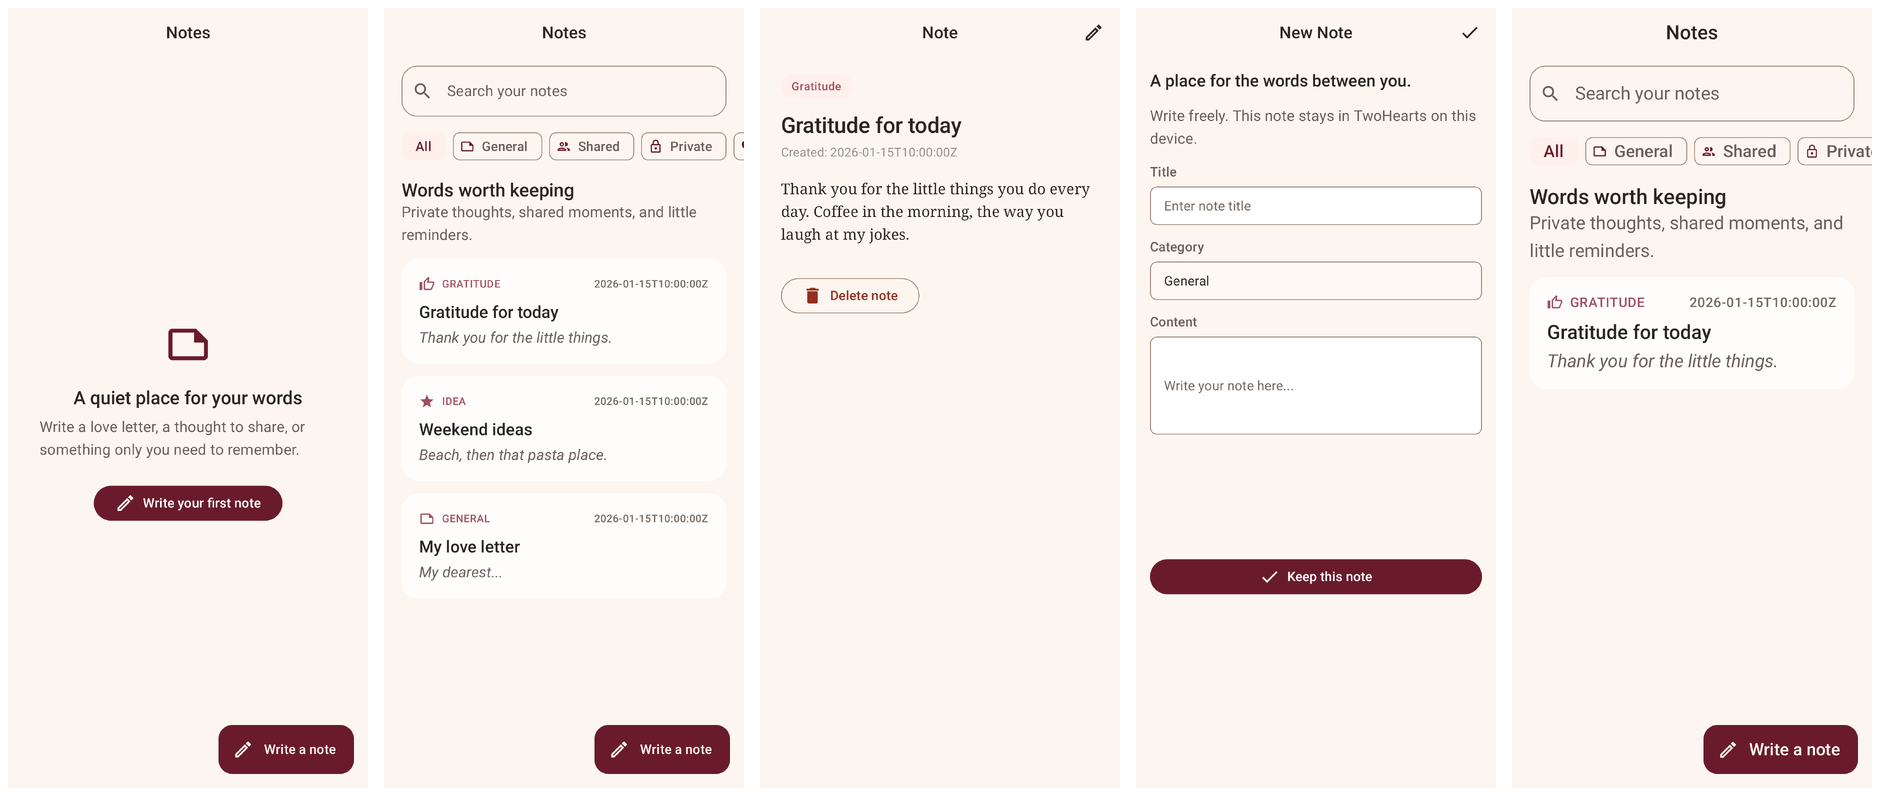 Notes
A quiet place for your words
Write a love letter, a thought to share, or
something only you need to remember.
Write your first note
Write a note
Notes
Search your notes
All General Shared Private
Words worth keeping
Private thoughts, shared moments, and little
reminders.
GRATITUDE 2026-01-15T10:00:00Z
Gratitude for today
Thank you for the little things.
IDEA 2026-01-15T10:00:00Z
Weekend ideas
Beach, then that pasta place.
GENERAL 2026-01-15T10:00:00Z
My love letter
My dearest...
Write a note
Note
Gratitude
Gratitude for today
Created: 2026-01-15T10:00:00Z
Thank you for the little things you do every
day. Coffee in the morning, the way you
laugh at my jokes.
Delete note
New Note
A place for the words between you.
Write freely. This note stays in TwoHearts on this
device.
Title
Enter note title
Category
General
Content
Write your note here...
Keep this note
Notes
Search your notes
All General Shared Privat
Words worth keeping
Private thoughts, shared moments, and
little reminders.
GRATITUDE 2026-01-15T10:00:00Z
Gratitude for today
Thank you for the little things.
Write a note